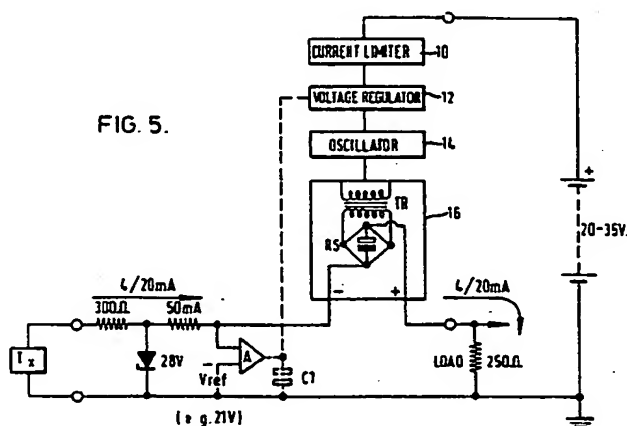 CURRENT LIMITER
10
VOLTAGE REGULATOR
12
FIG. 5.
OSCILLATOR
14
TR
16
RS
+
20-35V.
- +
4/20mA
300Ω
50mA
4/20mA
28V
A
Vref
C1
LOAD
250Ω
Tx
(e g. 21V)